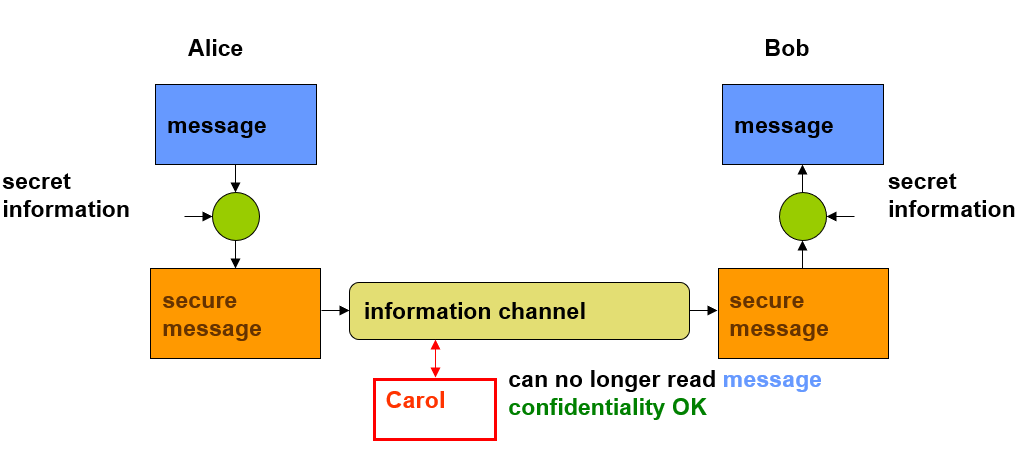 Alice
Bob
message
message
secret
information
secret
information
secure
message
information channel
secure
message
Carol
can no longer read message
confidentiality OK